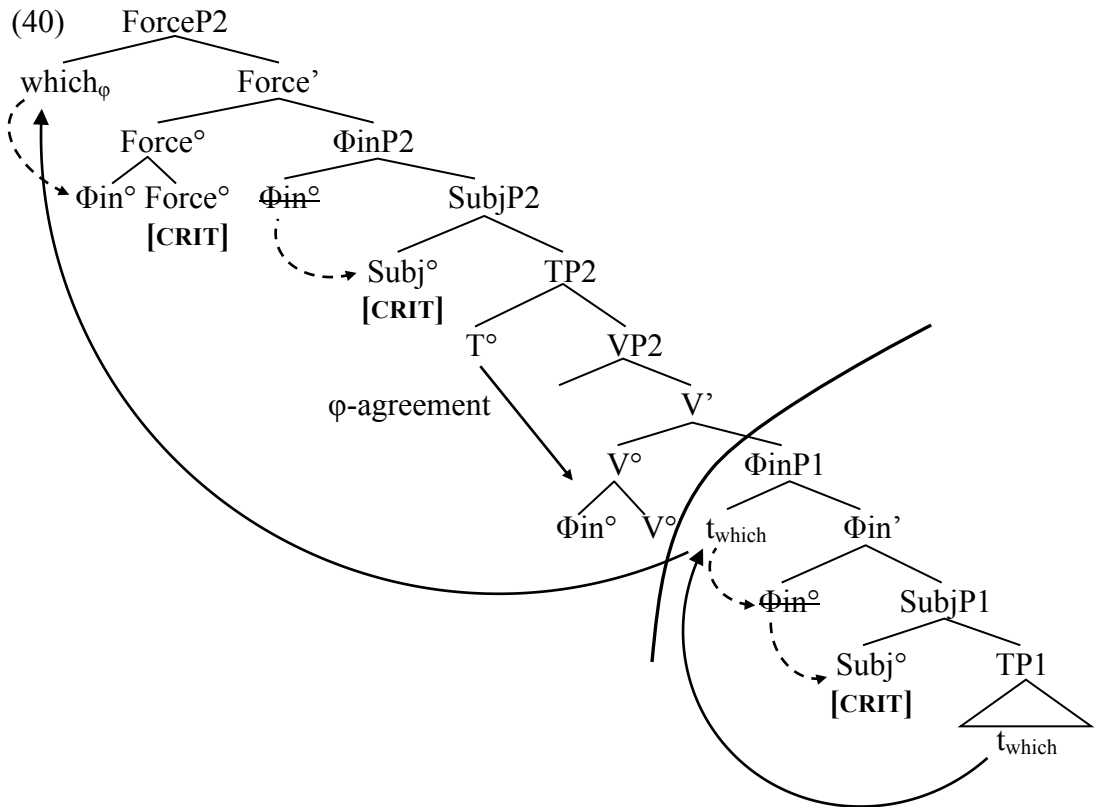 (40) ForceP2
which_φ Force’
Force° ΦinP2
Φin° Force° Φin° SubjP2
[CRIT]
Subj° TP2
[CRIT]
T° VP2
φ-agreement V’
V° ΦinP1
Φin° V° t_which Φin’
Φin° SubjP1
Subj° TP1
[CRIT]
t_which